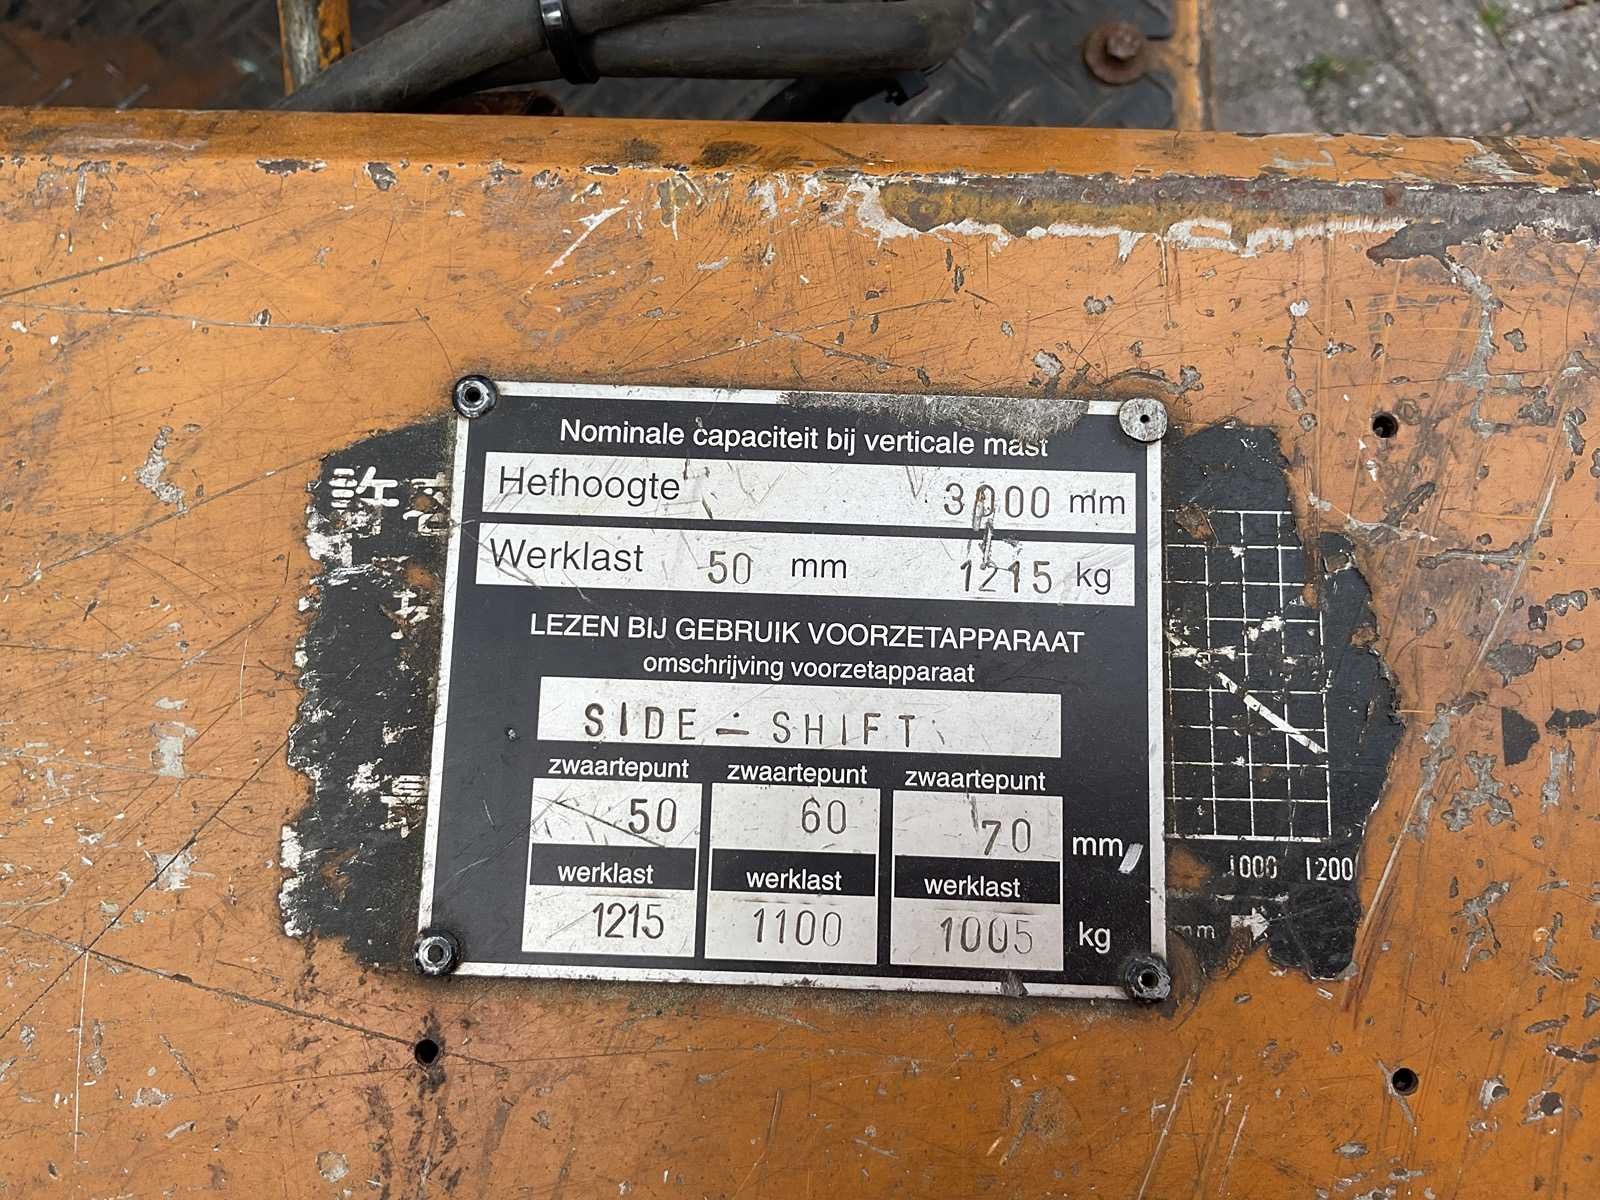 Nominale capaciteit bij verticale mast
Hefhoogte 3000 mm
Werklast 50 mm 1215 kg
LEZEN BIJ GEBRUIK VOORZETAPPARAAT
omschrijving voorzetapparaat
SIDE - SHIFT
zwaartepunt zwaartepunt zwaartepunt
50 60 70 mm
werklast werklast werklast
1215 1100 1005 kg
1000 1200
mm